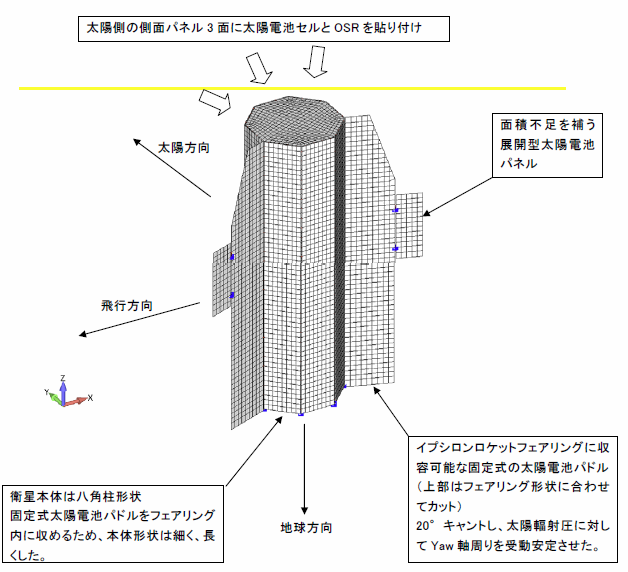 太陽側の側面パネル3面に太陽電池セルとOSRを貼り付け
太陽方向
面積不足を補う
展開型太陽電池
パネル
飛行方向
Z
Y
X
衛星本体は八角柱形状
固定式太陽電池パドルをフェアリング
内に収めるため、本体形状は細く、長
くした。
地球方向
イプシロンロケットフェアリングに収
容可能な固定式の太陽電池パドル
(上部はフェアリング形状に合わせ
てカット)
20°キャントし、太陽輻射圧に対し
てYaw軸周りを受動安定させた。